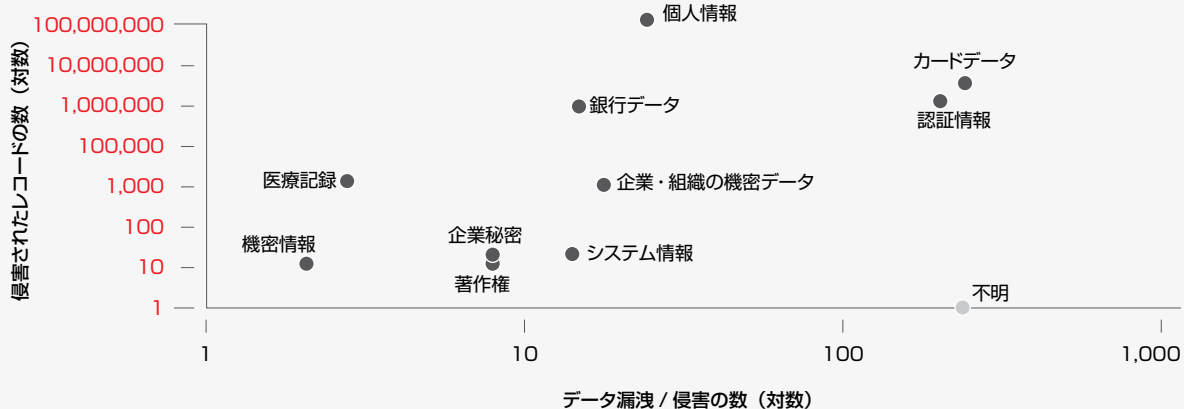 侵害されたレコードの数（対数）
100,000,000
10,000,000
1,000,000
100,000
1,000
100
10
1
個人情報
カードデータ
銀行データ
認証情報
医療記録
企業・組織の機密データ
企業秘密
機密情報
システム情報
著作権
不明
1
10
100
1,000
データ漏洩 / 侵害の数（対数）